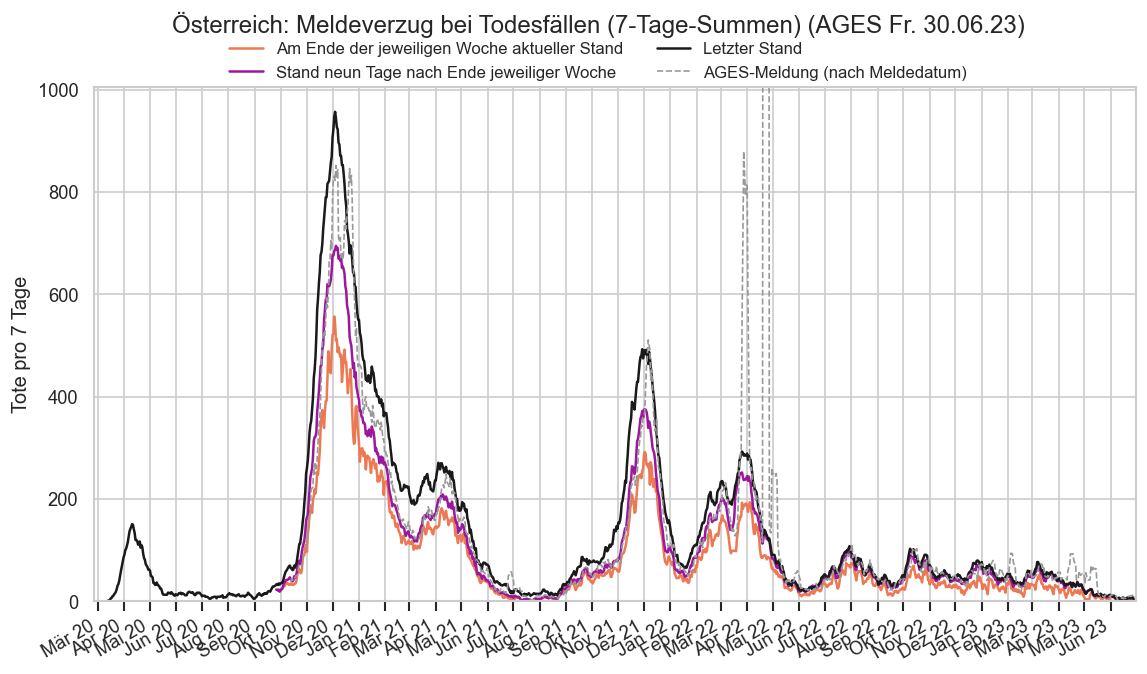 Österreich: Meldeverzug bei Todesfällen (7-Tage-Summen) (AGES Fr. 30.06.23)
Am Ende der jeweiligen Woche aktueller Stand
Stand neun Tage nach Ende jeweiliger Woche
Letzter Stand
AGES-Meldung (nach Meldedatum)
Tote pro 7 Tage
1000
800
600
400
200
0
Mär 20
Apr 20
Mai 20
Jun 20
Jul 20
Aug 20
Sep 20
Okt 20
Nov 20
Dez 20
Jan 21
Feb 21
Mär 21
Apr 21
Mai 21
Jun 21
Jul 21
Aug 21
Sep 21
Okt 21
Nov 21
Dez 21
Jan 22
Feb 22
Mär 22
Apr 22
Mai 22
Jun 22
Jul 22
Aug 22
Sep 22
Okt 22
Nov 22
Dez 22
Jan 23
Feb 23
Mär 23
Apr 23
Mai 23
Jun 23